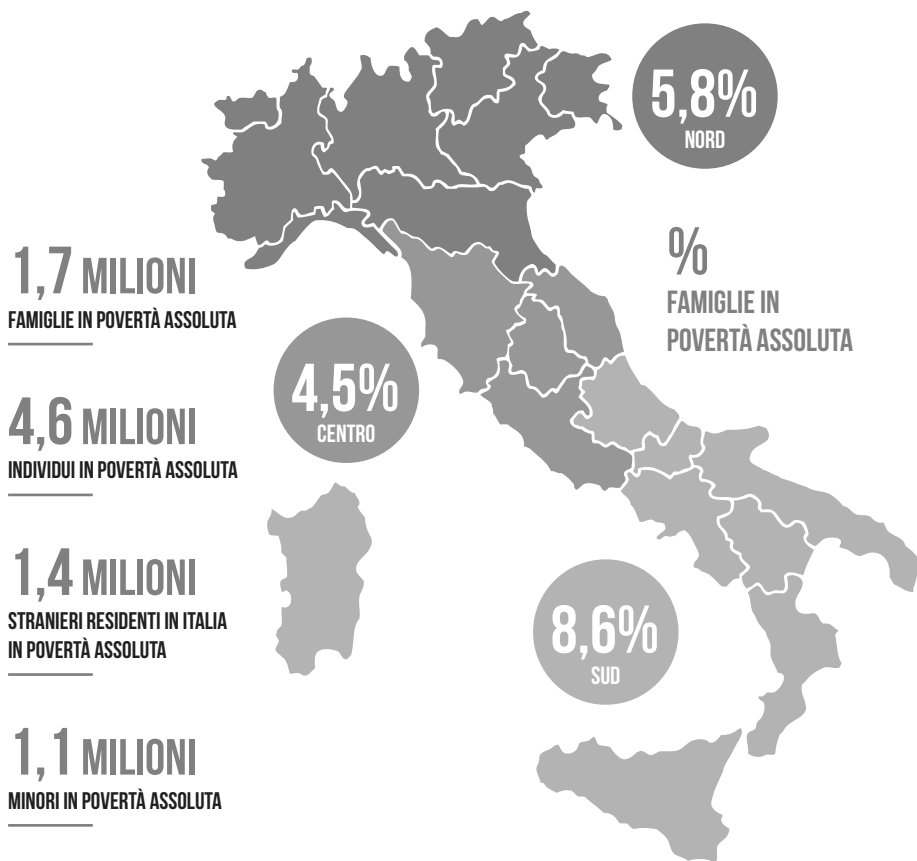 5,8%
NORD
%
FAMIGLIE IN
POVERTÀ ASSOLUTA
1,7 MILIONI
FAMIGLIE IN POVERTÀ ASSOLUTA
4,5%
CENTRO
4,6 MILIONI
INDIVIDUI IN POVERTÀ ASSOLUTA
1,4 MILIONI
STRANIERI RESIDENTI IN ITALIA
IN POVERTÀ ASSOLUTA
8,6%
SUD
1,1 MILIONI
MINORI IN POVERTÀ ASSOLUTA